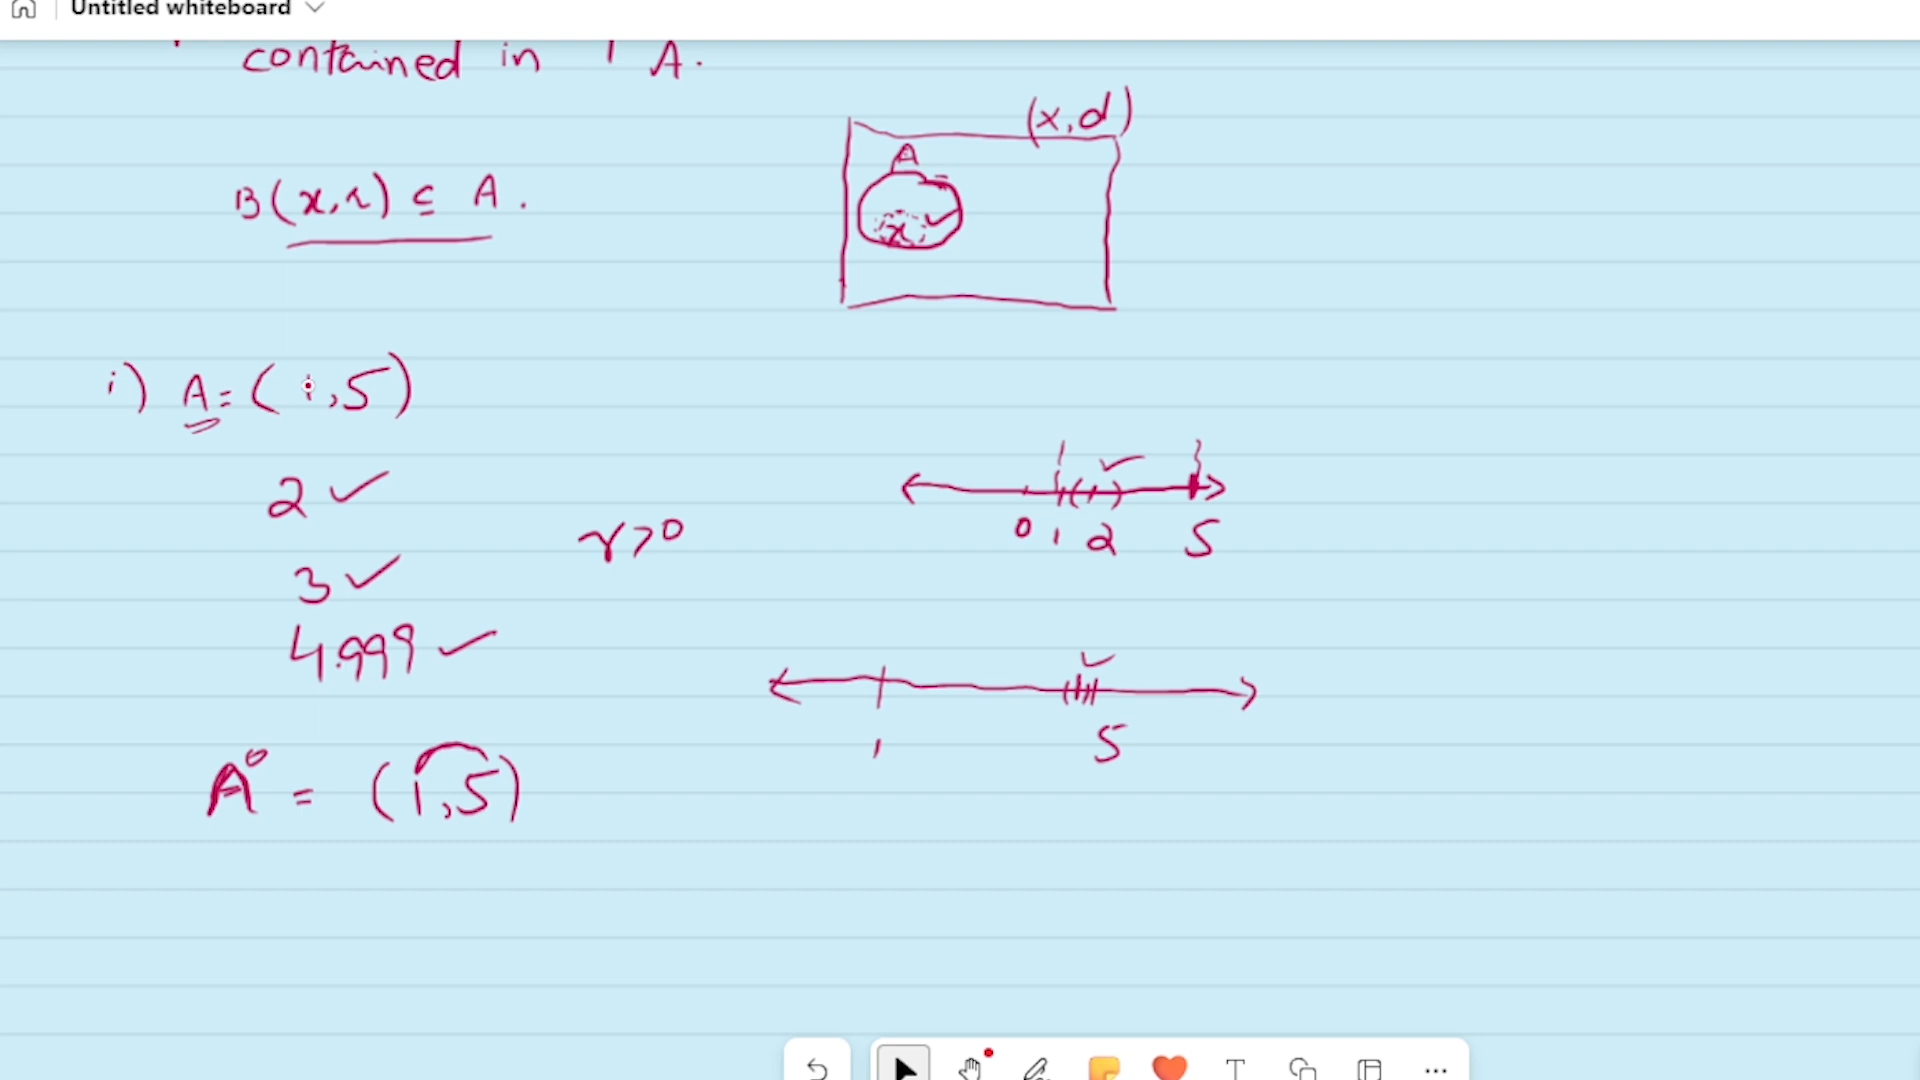 Untitled whiteboard
contained in A.
(x,d)
A
B(x,r) ⊆ A.
x
i) A = (1,5)
2 ✓
r>0
0 1 2 5
3 ✓
4.999 ✓
1 5
A° = (1,5)
T